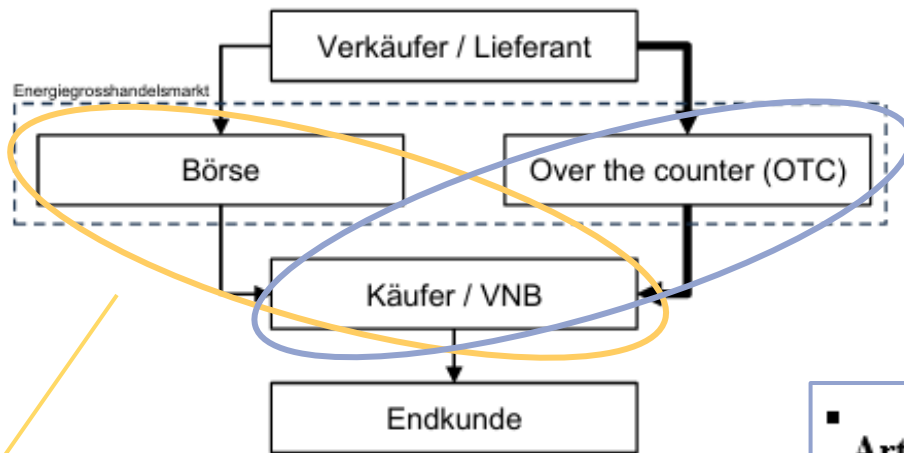 Verkäufer / Lieferant
Energiegrosshandelsmarkt
Börse
Over the counter (OTC)
Käufer / VNB
Endkunde